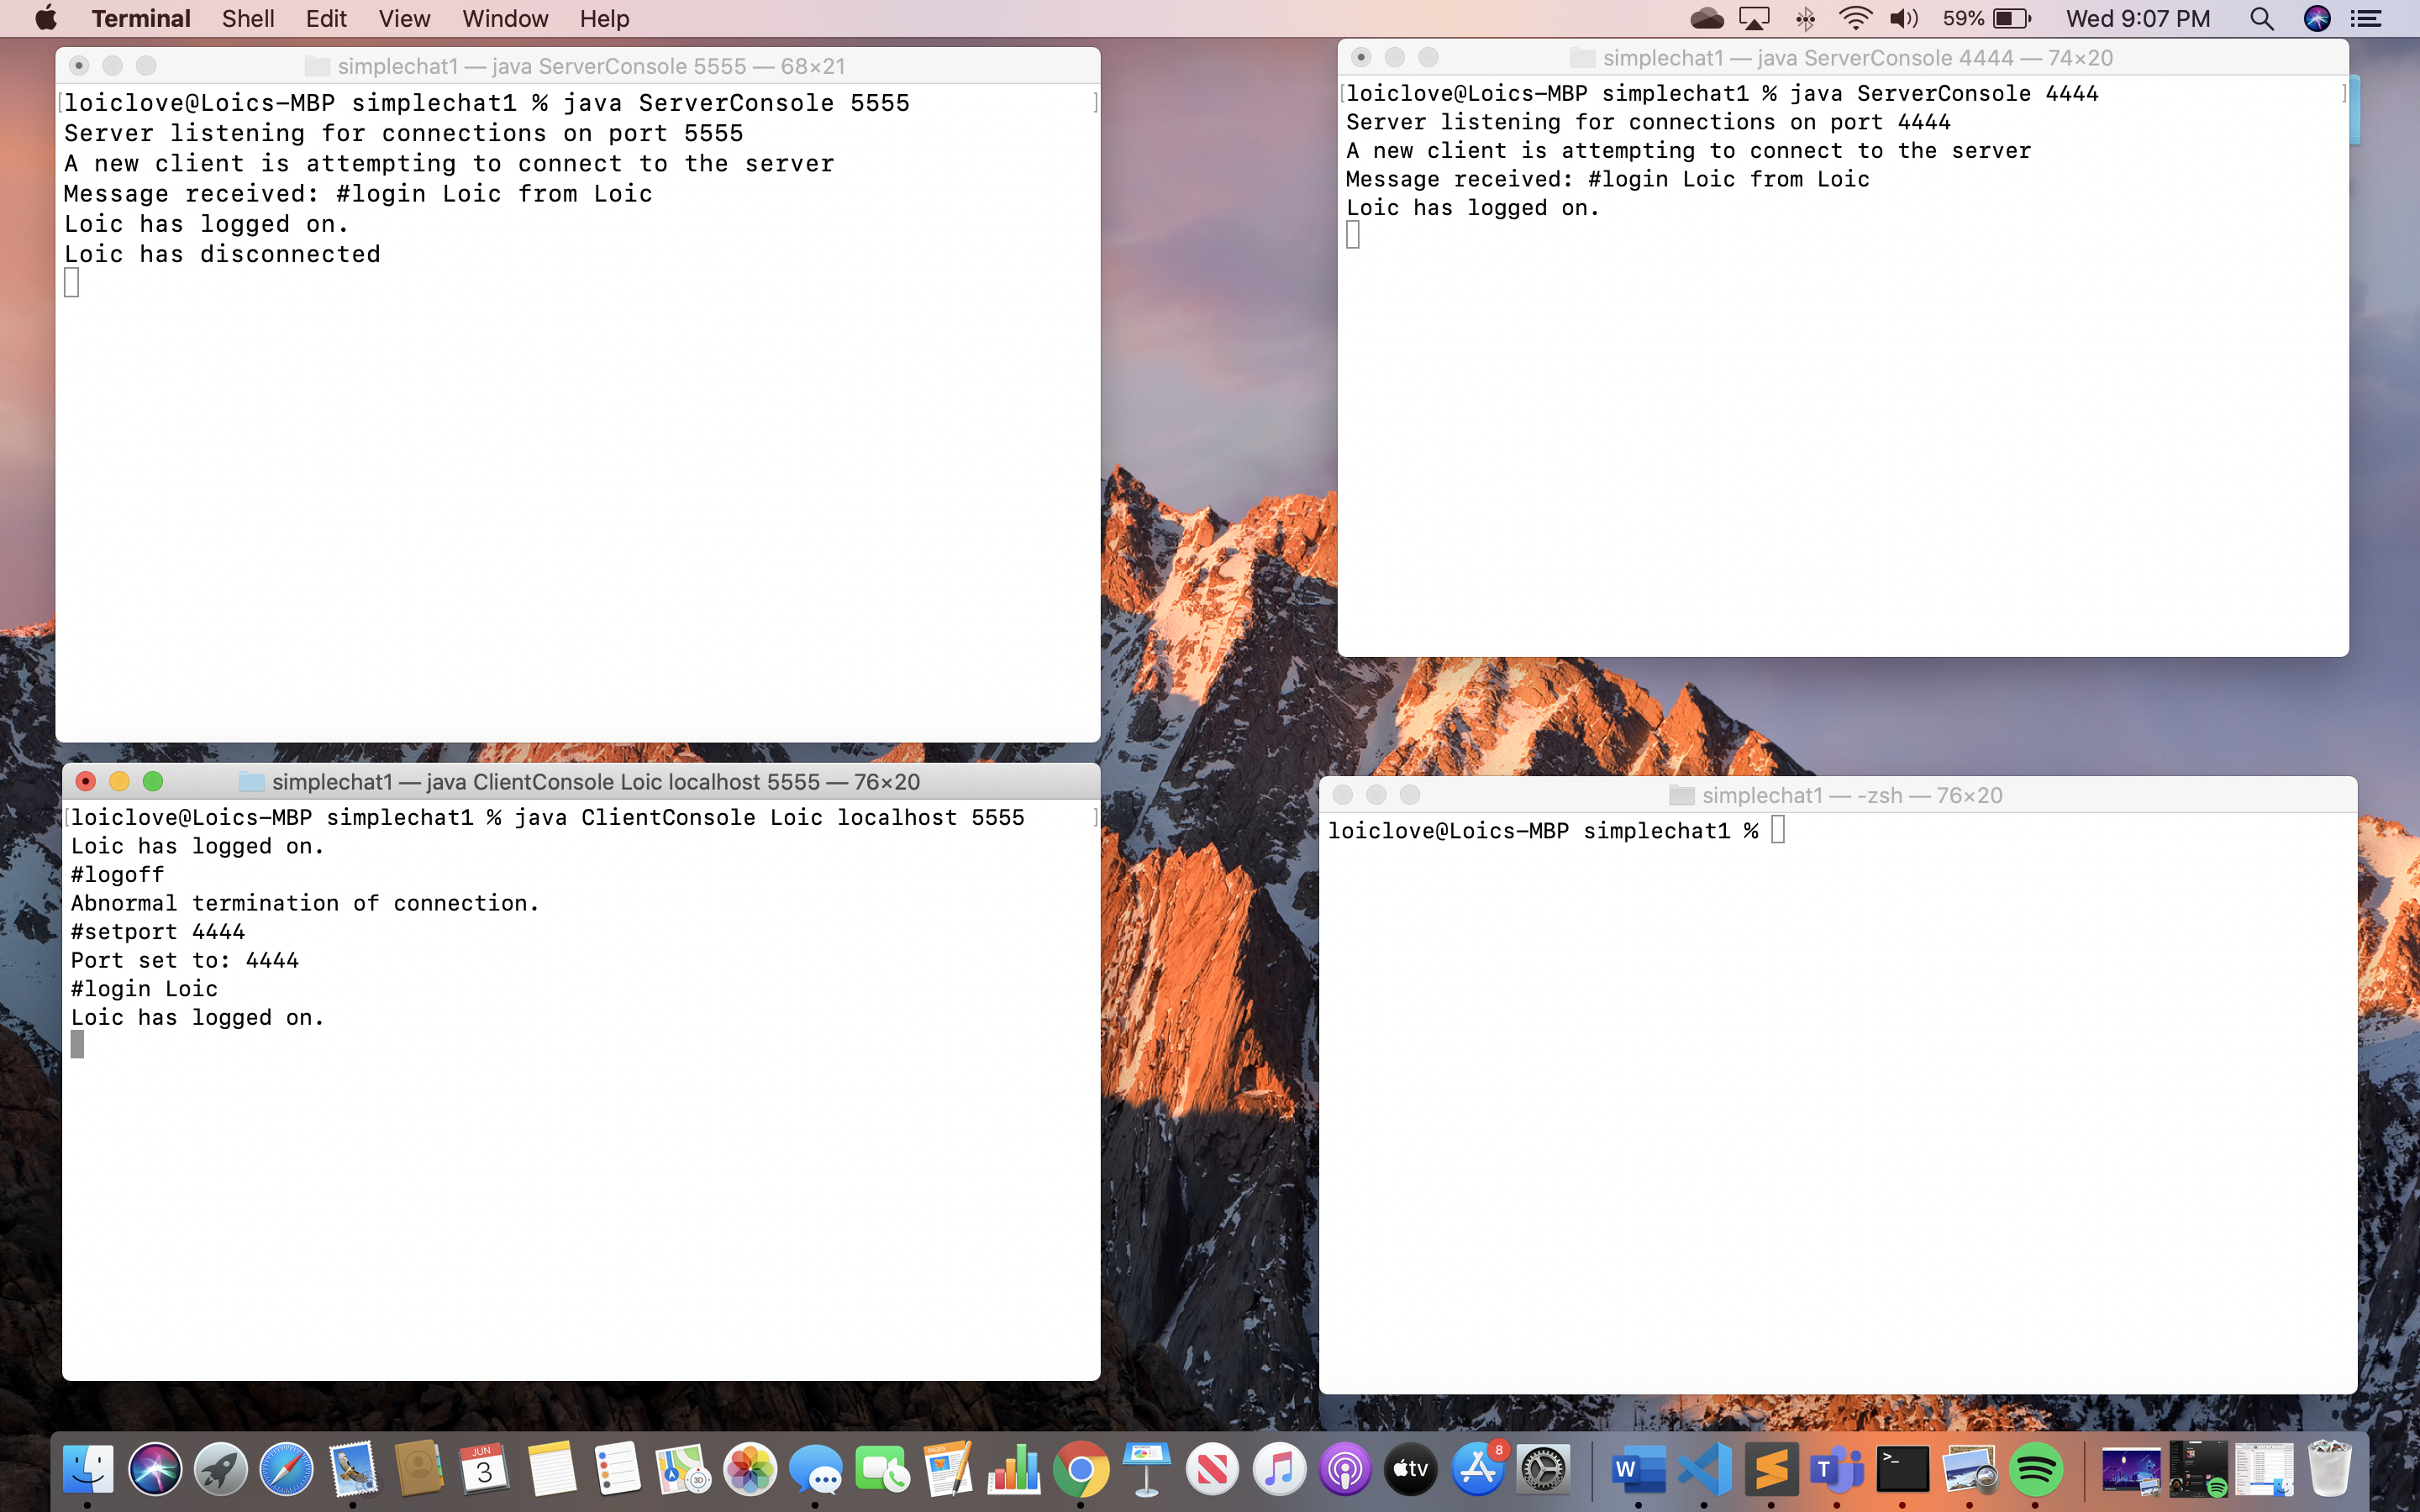 Terminal Shell Edit View Window Help 59% Wed 9:07 PM
simplechat1 — java ServerConsole 5555 — 68×21
[loiclove@Loics-MBP simplechat1 % java ServerConsole 5555 ]
Server listening for connections on port 5555
A new client is attempting to connect to the server
Message received: #login Loic from Loic
Loic has logged on.
Loic has disconnected
simplechat1 — java ServerConsole 4444 — 74×20
[loiclove@Loics-MBP simplechat1 % java ServerConsole 4444 ]
Server listening for connections on port 4444
A new client is attempting to connect to the server
Message received: #login Loic from Loic
Loic has logged on.
simplechat1 — java ClientConsole Loic localhost 5555 — 76×20
[loiclove@Loics-MBP simplechat1 % java ClientConsole Loic localhost 5555 ]
Loic has logged on.
#logoff
Abnormal termination of connection.
#setport 4444
Port set to: 4444
#login Loic
Loic has logged on.
simplechat1 — -zsh — 76×20
loiclove@Loics-MBP simplechat1 %
JUN
3
3D
PAGES
tv
8
W
T
>_